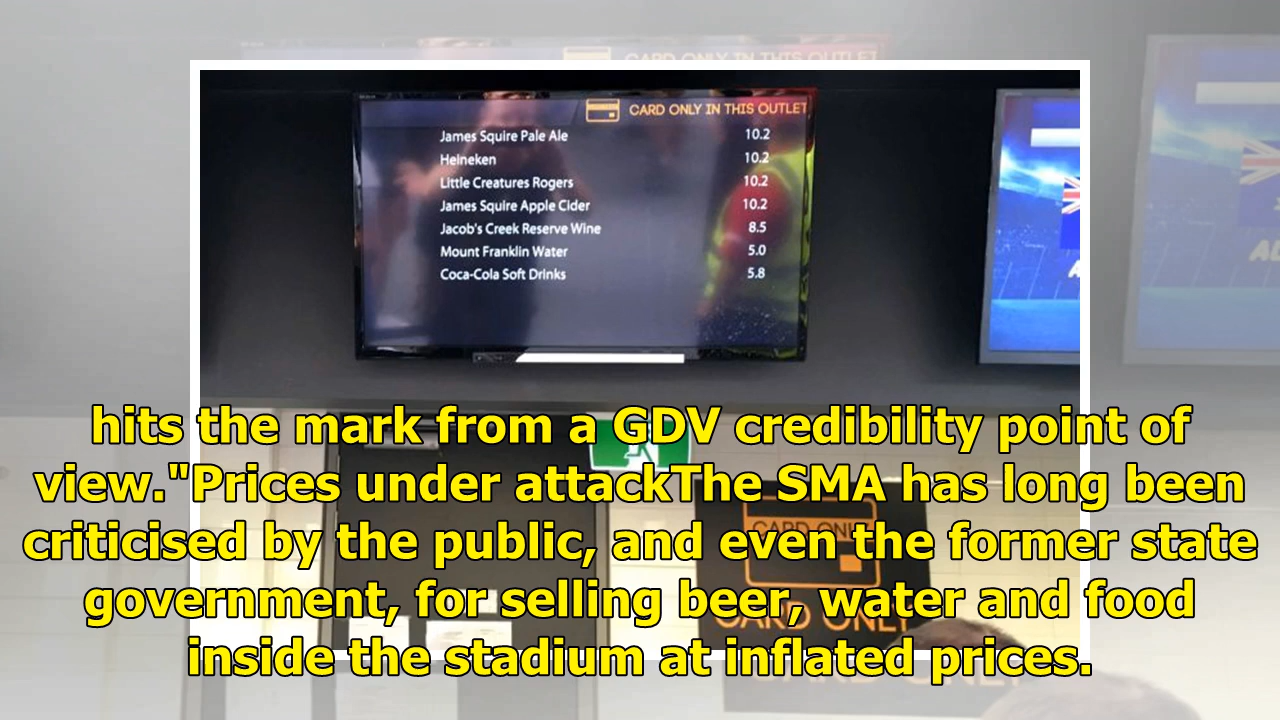 CARD ONLY IN THIS OUTLET
James Squire Pale Ale 10.2
Heineken 10.2
Little Creatures Rogers 10.2
James Squire Apple Cider 10.2
Jacob's Creek Reserve Wine 8.5
Mount Franklin Water 5.0
Coca-Cola Soft Drinks 5.8
hits the mark from a GDV credibility point of
view."Prices under attackThe SMA has long been
criticised by the public, and even the former state
government, for selling beer, water and food
inside the stadium at inflated prices.
CARD ONLY
CARD ONLY